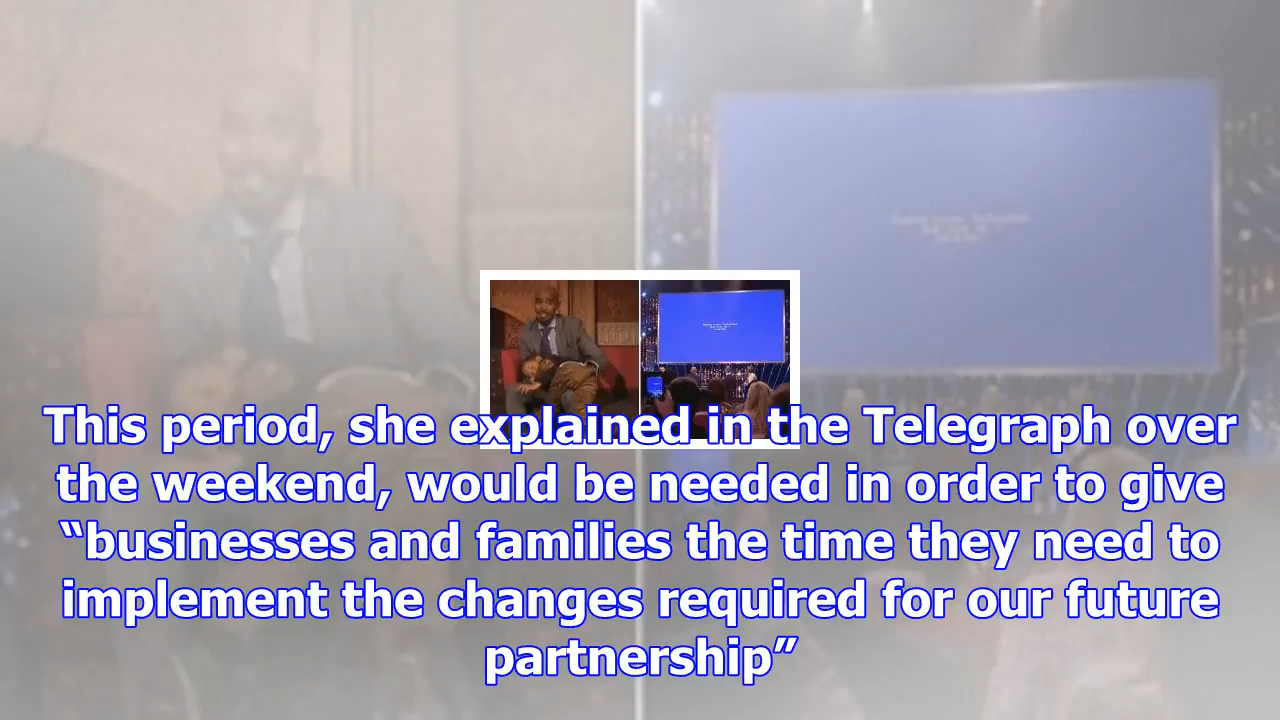 This period, she explained in the Telegraph over
the weekend, would be needed in order to give
“businesses and families the time they need to
implement the changes required for our future
partnership”